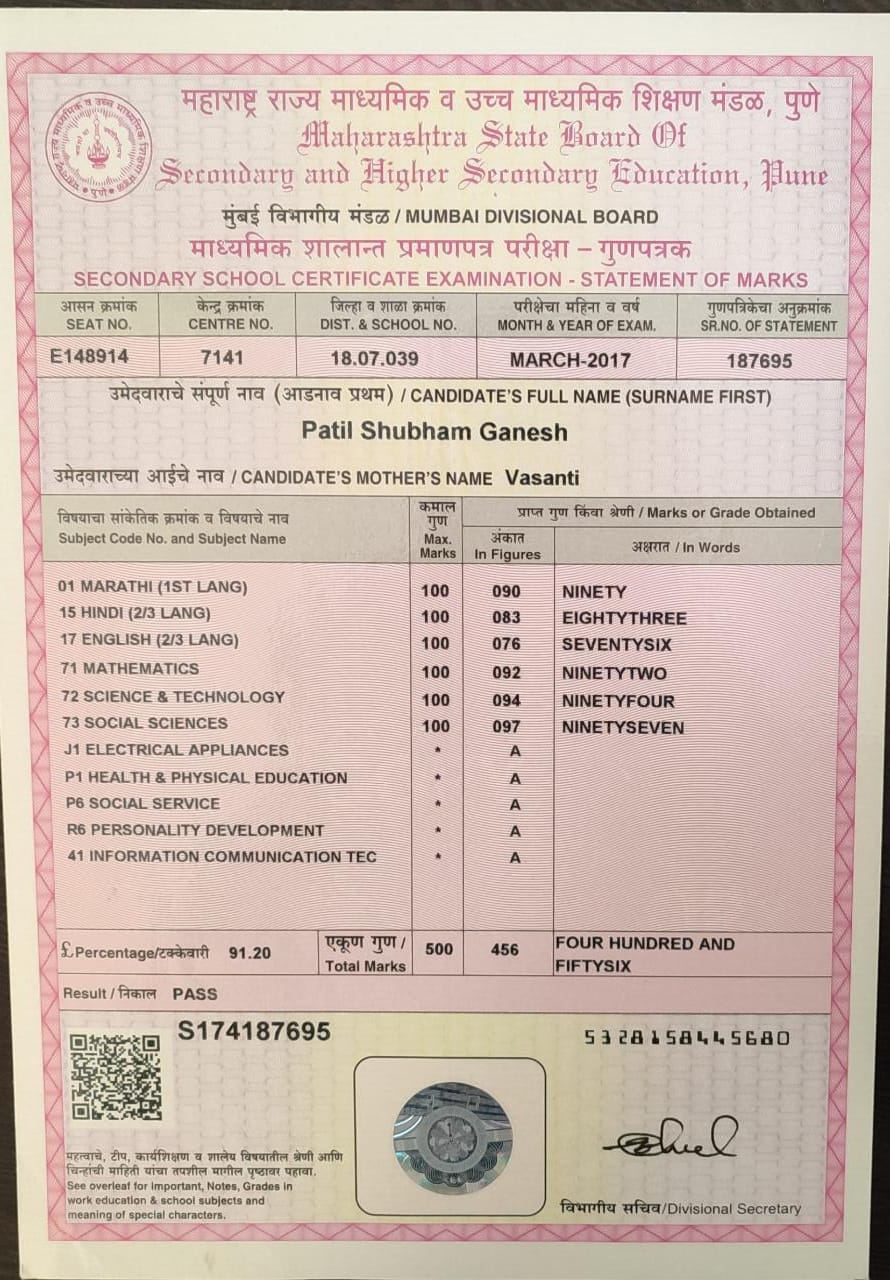 महाराष्ट्र राज्य माध्यमिक व उच्च माध्यमिक शिक्षण मंडळ, पुणे
Maharashtra State Board Of
Secondary and Higher Secondary Education, Pune
मुंबई विभागीय मंडळ / MUMBAI DIVISIONAL BOARD
माध्यमिक शालान्त प्रमाणपत्र परीक्षा – गुणपत्रक
SECONDARY SCHOOL CERTIFICATE EXAMINATION - STATEMENT OF MARKS
आसन क्रमांक केन्द्र क्रमांक जिल्हा व शाळा क्रमांक परीक्षेचा महिना व वर्ष गुणपत्रिकेचा अनुक्रमांक
SEAT NO. CENTRE NO. DIST. & SCHOOL NO. MONTH & YEAR OF EXAM. SR.NO. OF STATEMENT
E148914 7141 18.07.039 MARCH-2017 187695
उमेदवाराचे संपूर्ण नाव (आडनाव प्रथम) / CANDIDATE'S FULL NAME (SURNAME FIRST)
Patil Shubham Ganesh
उमेदवाराच्या आईचे नाव / CANDIDATE'S MOTHER'S NAME Vasanti
विषयाचा सांकेतिक क्रमांक व विषयाचे नाव
Subject Code No. and Subject Name
कमाल
गुण
Max.
Marks
प्राप्त गुण किंवा श्रेणी / Marks or Grade Obtained
अंकात
In Figures
अक्षरात / In Words
01 MARATHI (1ST LANG) 100 090 NINETY
15 HINDI (2/3 LANG) 100 083 EIGHTYTHREE
17 ENGLISH (2/3 LANG) 100 076 SEVENTYSIX
71 MATHEMATICS 100 092 NINETYTWO
72 SCIENCE & TECHNOLOGY 100 094 NINETYFOUR
73 SOCIAL SCIENCES 100 097 NINETYSEVEN
J1 ELECTRICAL APPLIANCES * A
P1 HEALTH & PHYSICAL EDUCATION * A
P6 SOCIAL SERVICE * A
R6 PERSONALITY DEVELOPMENT * A
41 INFORMATION COMMUNICATION TEC * A
£ Percentage/टक्केवारी 91.20
एकूण गुण /
Total Marks
500 456
FOUR HUNDRED AND
FIFTYSIX
Result / निकाल PASS
S174187695
5328158445680
महत्वाचे, टीप, कार्यशिक्षण व शालेय विषयातील श्रेणी आणि
चिन्हांची माहिती यांचा तपशील मागील पृष्ठावर पहावा.
See overleaf for important, Notes, Grades in
work education & school subjects and
meaning of special characters.
विभागीय सचिव/Divisional Secretary